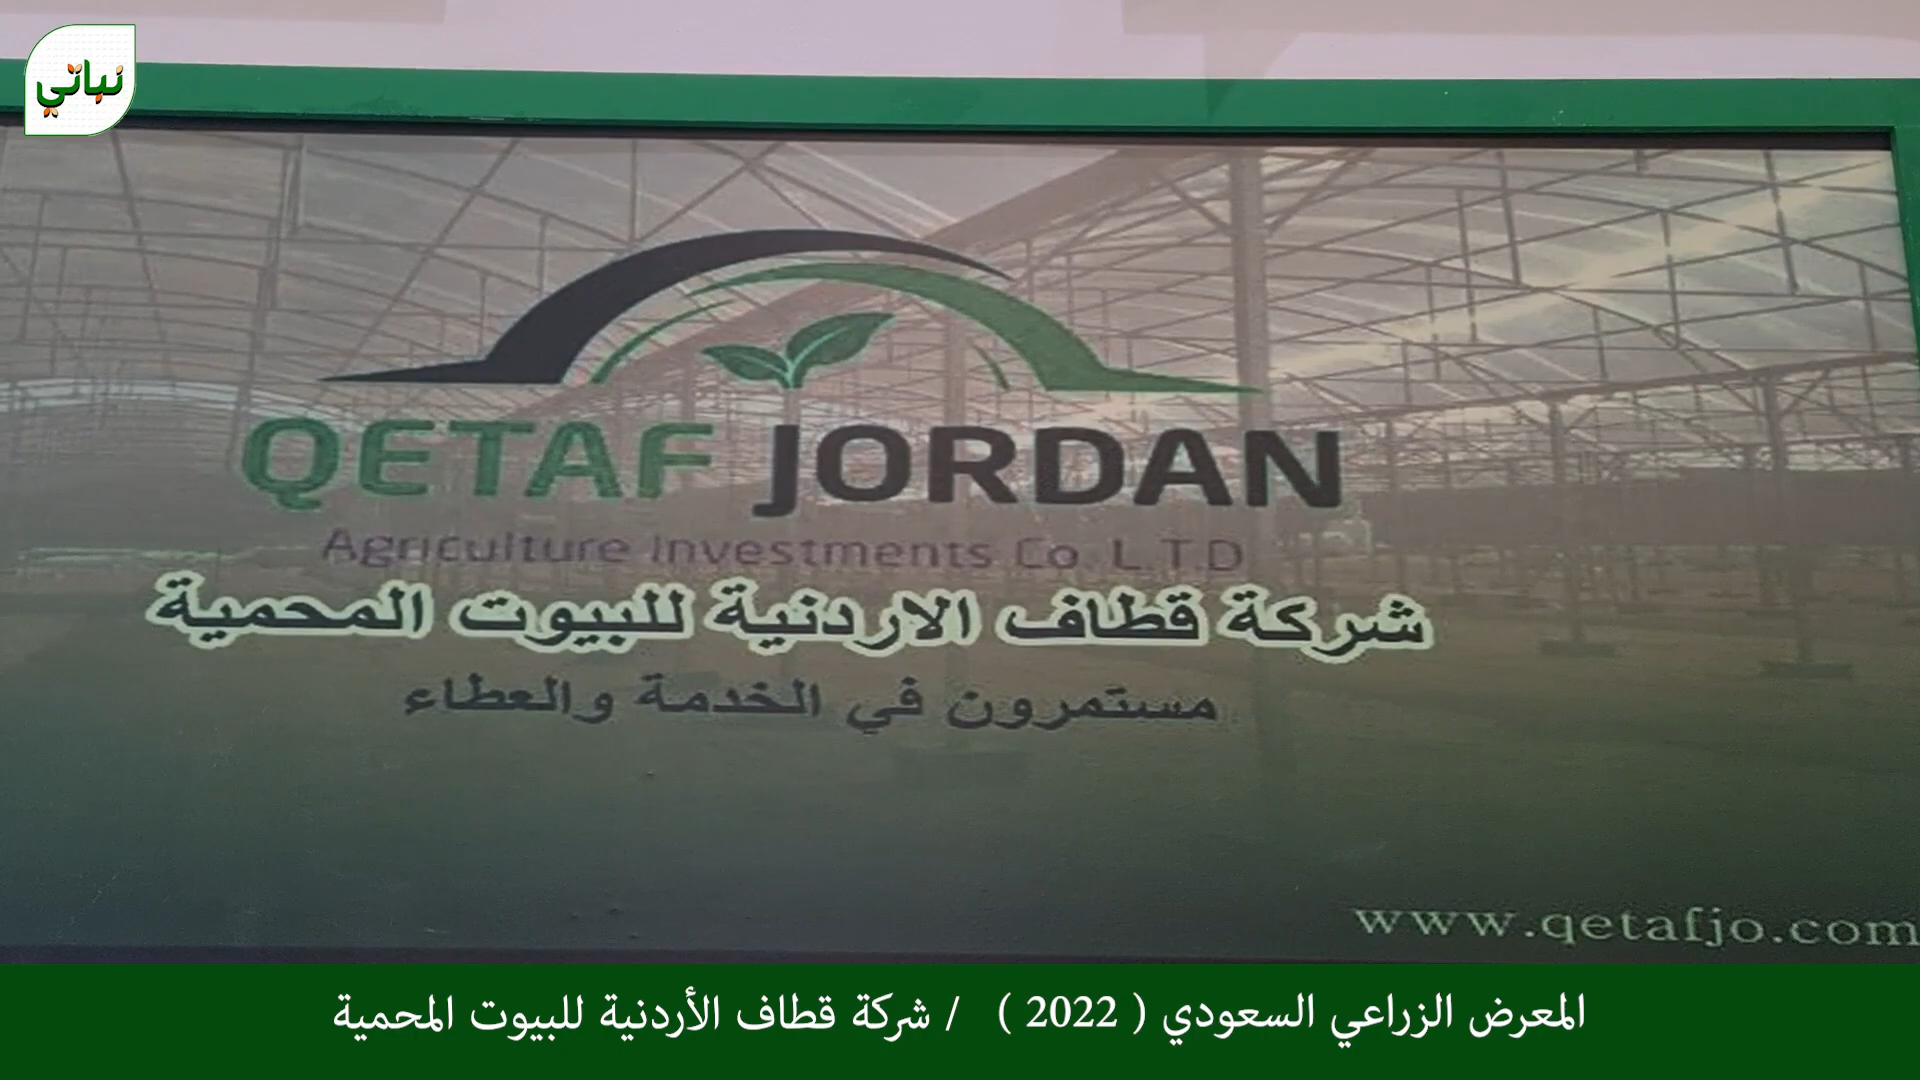 نباتي
QETAF JORDAN
Agriculture Investments Co. L.T.D
شركة قطاف الاردنية للبيوت المحمية
مستمرون في الخدمة والعطاء
www.qetafjo.com
المعرض الزراعي السعودي ( 2022 ) / شركة قطاف الأردنية للبيوت المحمية